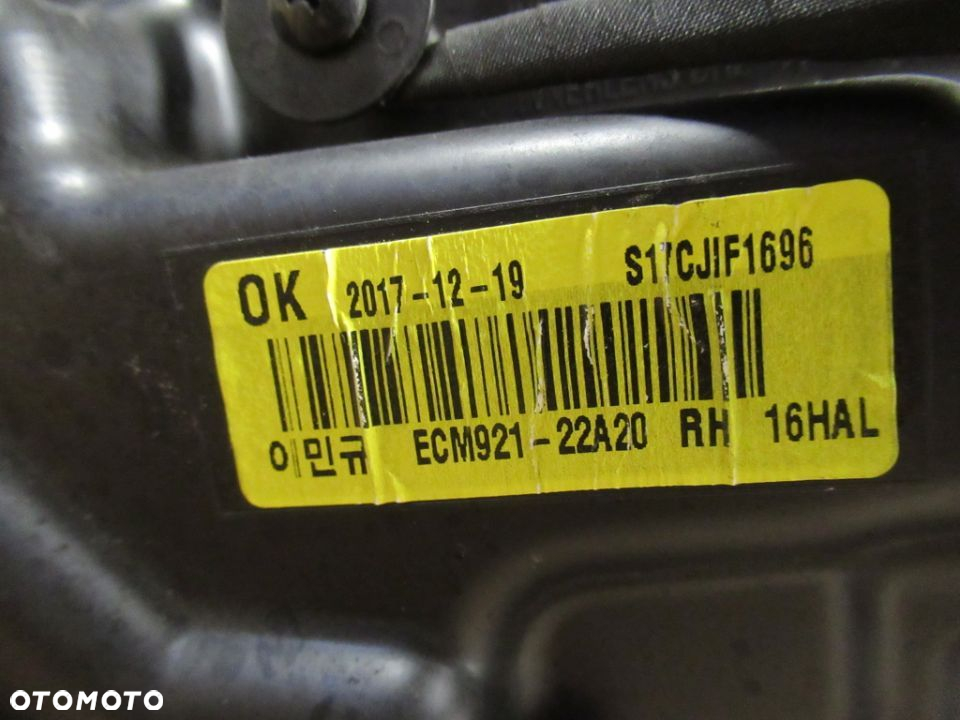 OK 2017-12-19 S17CJIF1696
이민규 ECM921-22A20 RH 16HAL
OTOMOTO